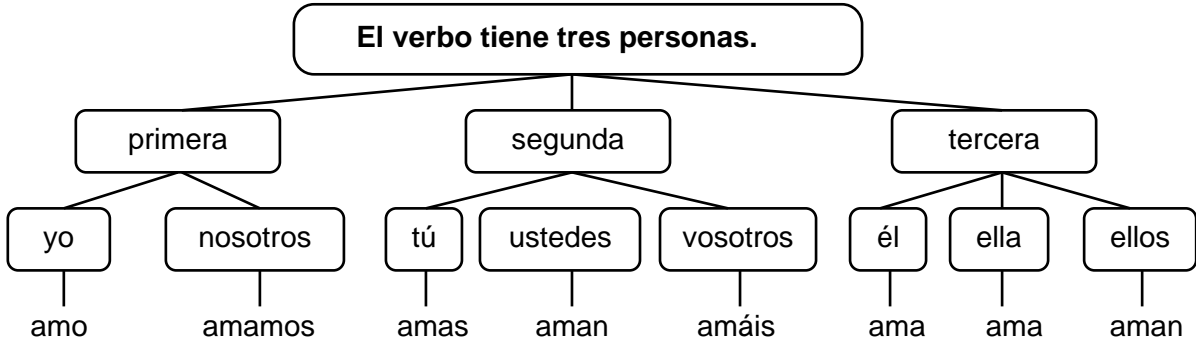 El verbo tiene tres personas.
primera segunda tercera
yo nosotros tú ustedes vosotros él ella ellos
amo amamos amas aman amáis ama ama aman